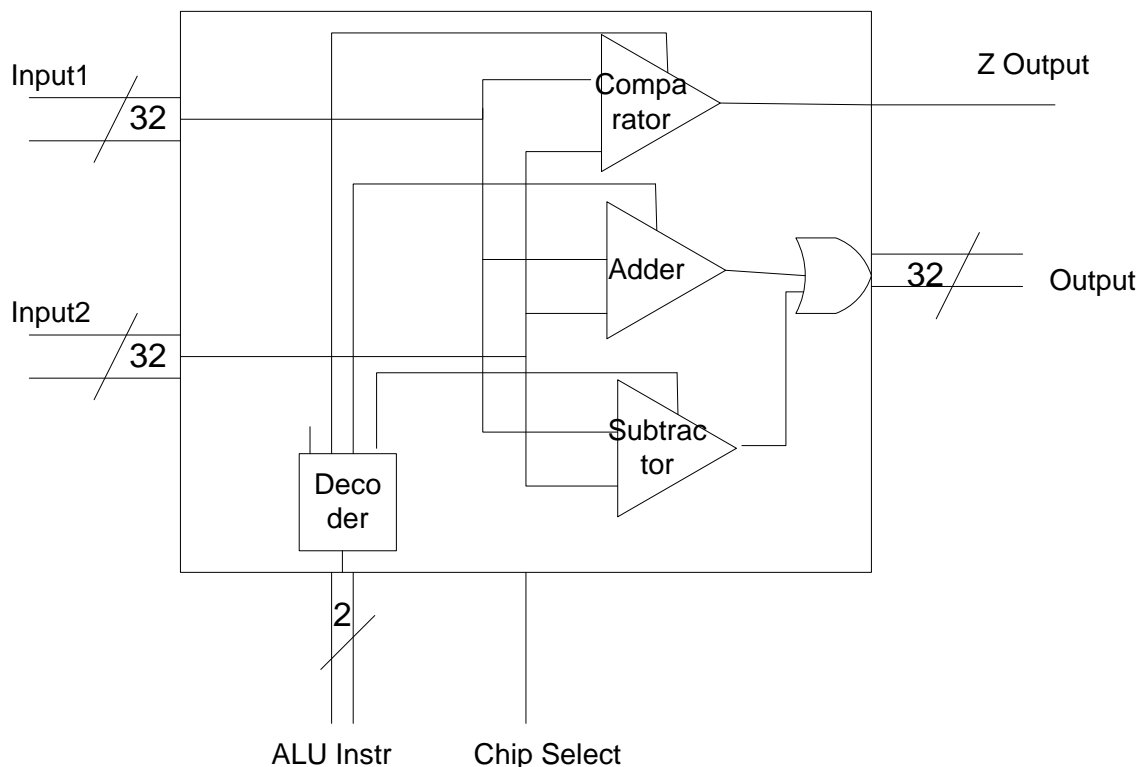 Input1
32
Compa
rator
Z Output
Adder
32
Output
Input2
32
Subtrac
tor
Deco
der
2
ALU Instr
Chip Select